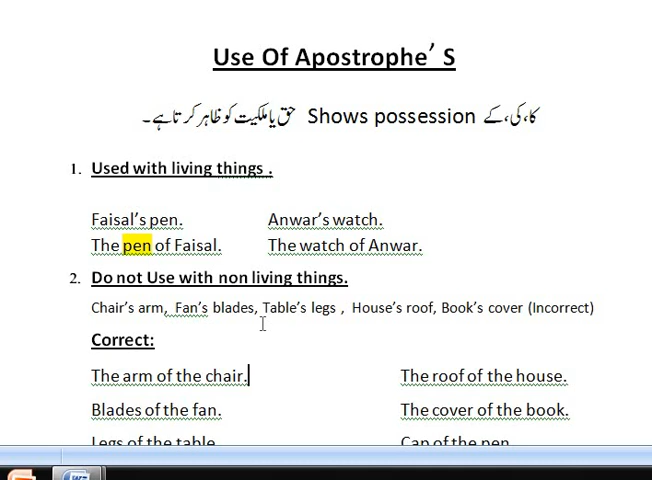 Use Of Apostrophe’ S
کا،کی،کے Shows possession حق یا ملکیت کو ظاہر کرتا ہے۔
1. Used with living things .
Faisal’s pen. Anwar’s watch.
The pen of Faisal. The watch of Anwar.
2. Do not Use with non living things.
Chair’s arm, Fan’s blades, Table’s legs , House’s roof, Book’s cover (Incorrect)
Correct:
The arm of the chair. The roof of the house.
Blades of the fan. The cover of the book.
Legs of the table Cap of the pen